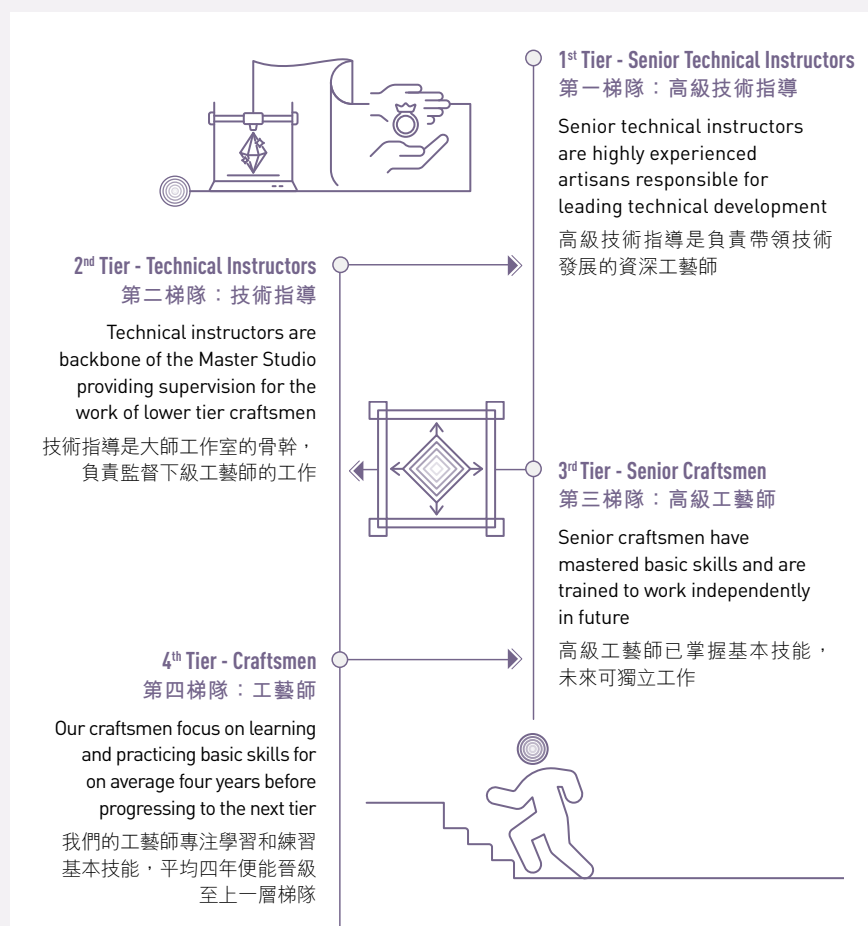 1st Tier - Senior Technical Instructors
第一梯隊：高級技術指導
Senior technical instructors
are highly experienced
artisans responsible for
leading technical development
高級技術指導是負責帶領技術
發展的資深工藝師
2nd Tier - Technical Instructors
第二梯隊：技術指導
Technical instructors are
backbone of the Master Studio
providing supervision for the
work of lower tier craftsmen
技術指導是大師工作室的骨幹，
負責監督下級工藝師的工作
3rd Tier - Senior Craftsmen
第三梯隊：高級工藝師
Senior craftsmen have
mastered basic skills and are
trained to work independently
in future
高級工藝師已掌握基本技能，
未來可獨立工作
4th Tier - Craftsmen
第四梯隊：工藝師
Our craftsmen focus on learning
and practicing basic skills for
on average four years before
progressing to the next tier
我們的工藝師專注學習和練習
基本技能，平均四年便能晉級
至上一層梯隊